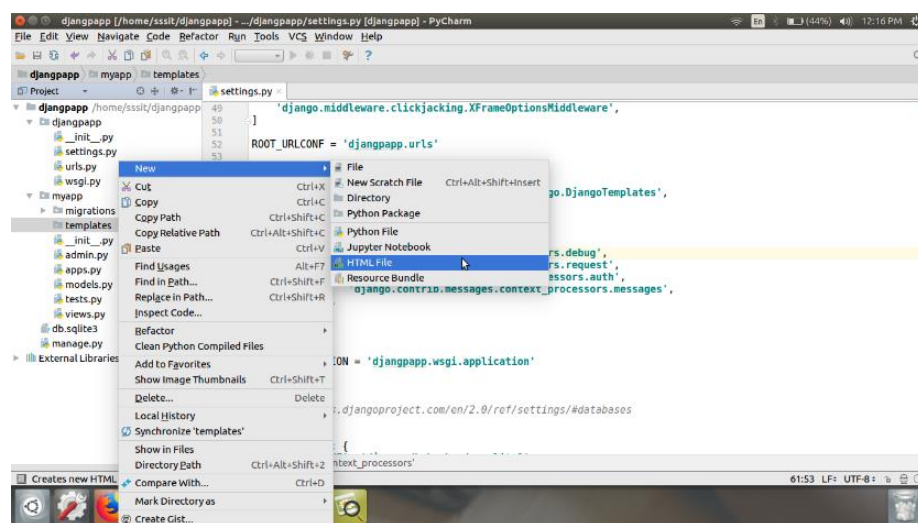 djangpapp [/home/sssit/djangpapp] - .../djangpapp/settings.py [djangpapp] - PyCharm
En (44%) 12:16 PM
File Edit View Navigate Code Refactor Run Tools VCS Window Help
djangpapp myapp templates
Project settings.py
djangpapp /home/sssit/djangpapp
djangpapp
__init__.py
settings.py
urls.py
wsgi.py
myapp
migrations
templates
__init__.py
admin.py
apps.py
models.py
tests.py
views.py
db.sqlite3
manage.py
External Libraries
49 'django.middleware.clickjacking.XFrameOptionsMiddleware',
50 ]
51
52 ROOT_URLCONF = 'djangpapp.urls'
53
go.DjangoTemplates',
rs.debug',
rs.request',
essors.auth',
'django.contrib.messages.context_processors.messages',
ION = 'djangpapp.wsgi.application'
.djangoproject.com/en/2.0/ref/settings/#databases
: {
ntext_processors'
New
Cut Ctrl+X
Copy Ctrl+C
Copy Path Ctrl+Shift+C
Copy Relative Path Ctrl+Alt+Shift+C
Paste Ctrl+V
Find Usages Alt+F7
Find in Path... Ctrl+Shift+F
Replace in Path... Ctrl+Shift+R
Inspect Code...
Refactor
Clean Python Compiled Files
Add to Favorites
Show Image Thumbnails Ctrl+Shift+T
Delete... Delete
Local History
Synchronize 'templates'
Show in Files
Directory Path Ctrl+Alt+Shift+2
Compare With... Ctrl+D
Mark Directory as
Create Gist...
File
New Scratch File Ctrl+Alt+Shift+Insert
Directory
Python Package
Python File
Jupyter Notebook
HTML File
Resource Bundle
Creates new HTML
61:53 LF÷ UTF-8÷